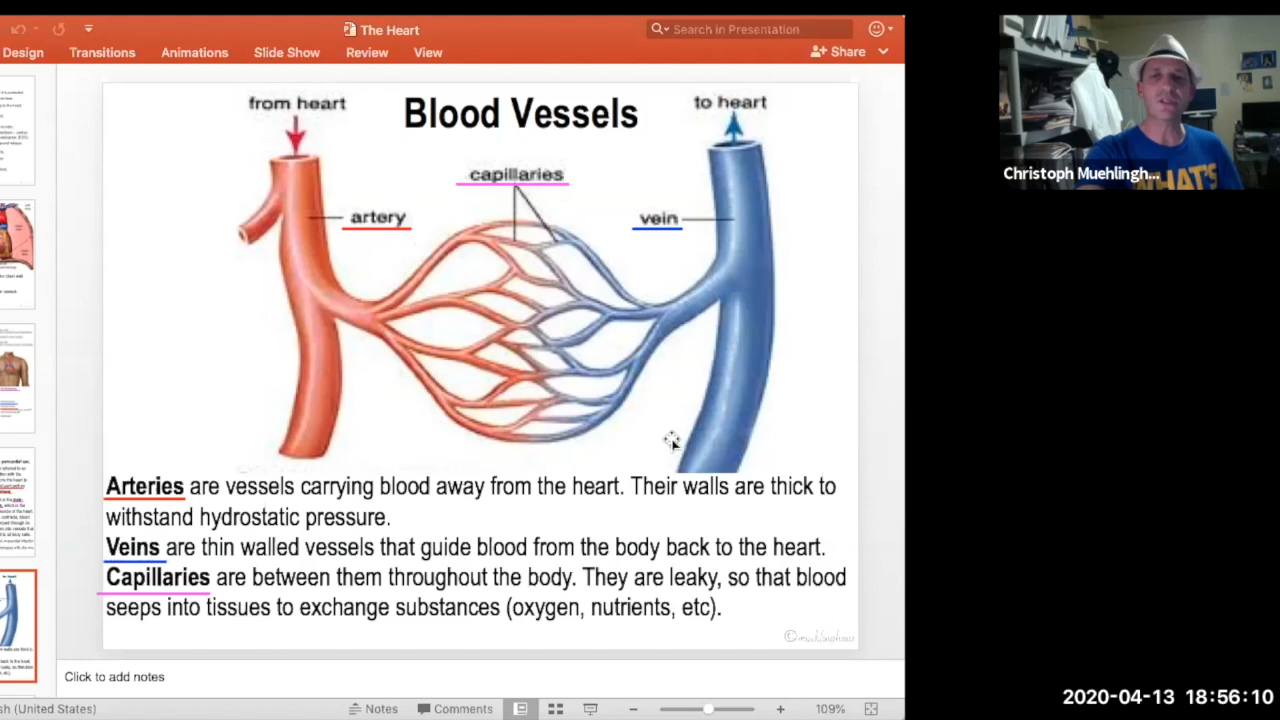 The Heart
Search in Presentation
Design
Transitions
Animations
Slide Show
Review
View
Share
from heart
Blood Vessels
to heart
capillaries
artery
vein
Arteries are vessels carrying blood away from the heart. Their walls are thick to
withstand hydrostatic pressure.
Veins are thin walled vessels that guide blood from the body back to the heart.
Capillaries are between them throughout the body. They are leaky, so that blood
seeps into tissues to exchange substances (oxygen, nutrients, etc).
Click to add notes
sh (United States)
Notes
Comments
109%
Christoph Muehlingh...
WHAT'S
2020-04-13 18:56:10